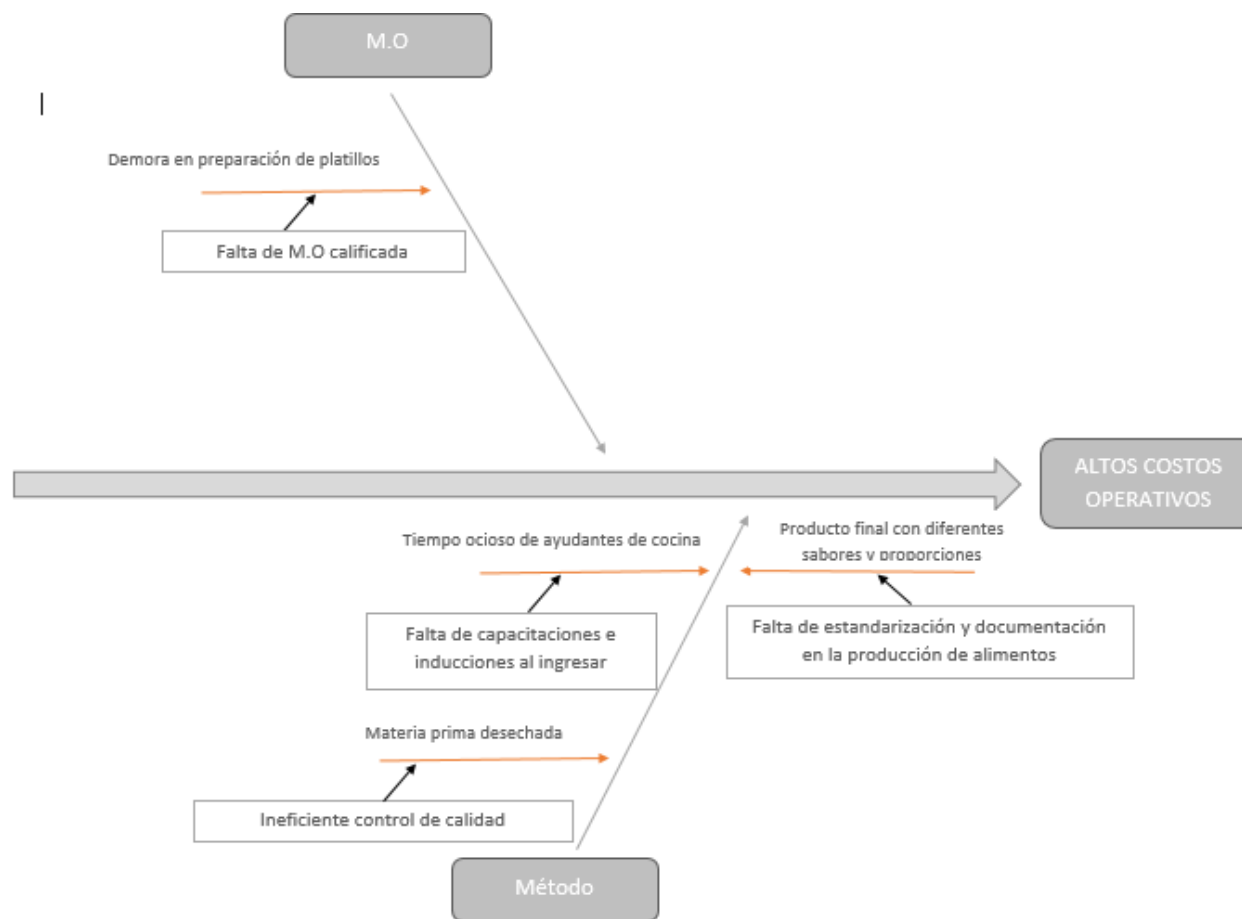 M.O
Demora en preparación de platillos
Falta de M.O calificada
ALTOS COSTOS
OPERATIVOS
Tiempo ocioso de ayudantes de cocina
Producto final con diferentes
sabores y proporciones
Falta de capacitaciones e
inducciones al ingresar
Falta de estandarización y documentación
en la producción de alimentos
Materia prima desechada
Ineficiente control de calidad
Método